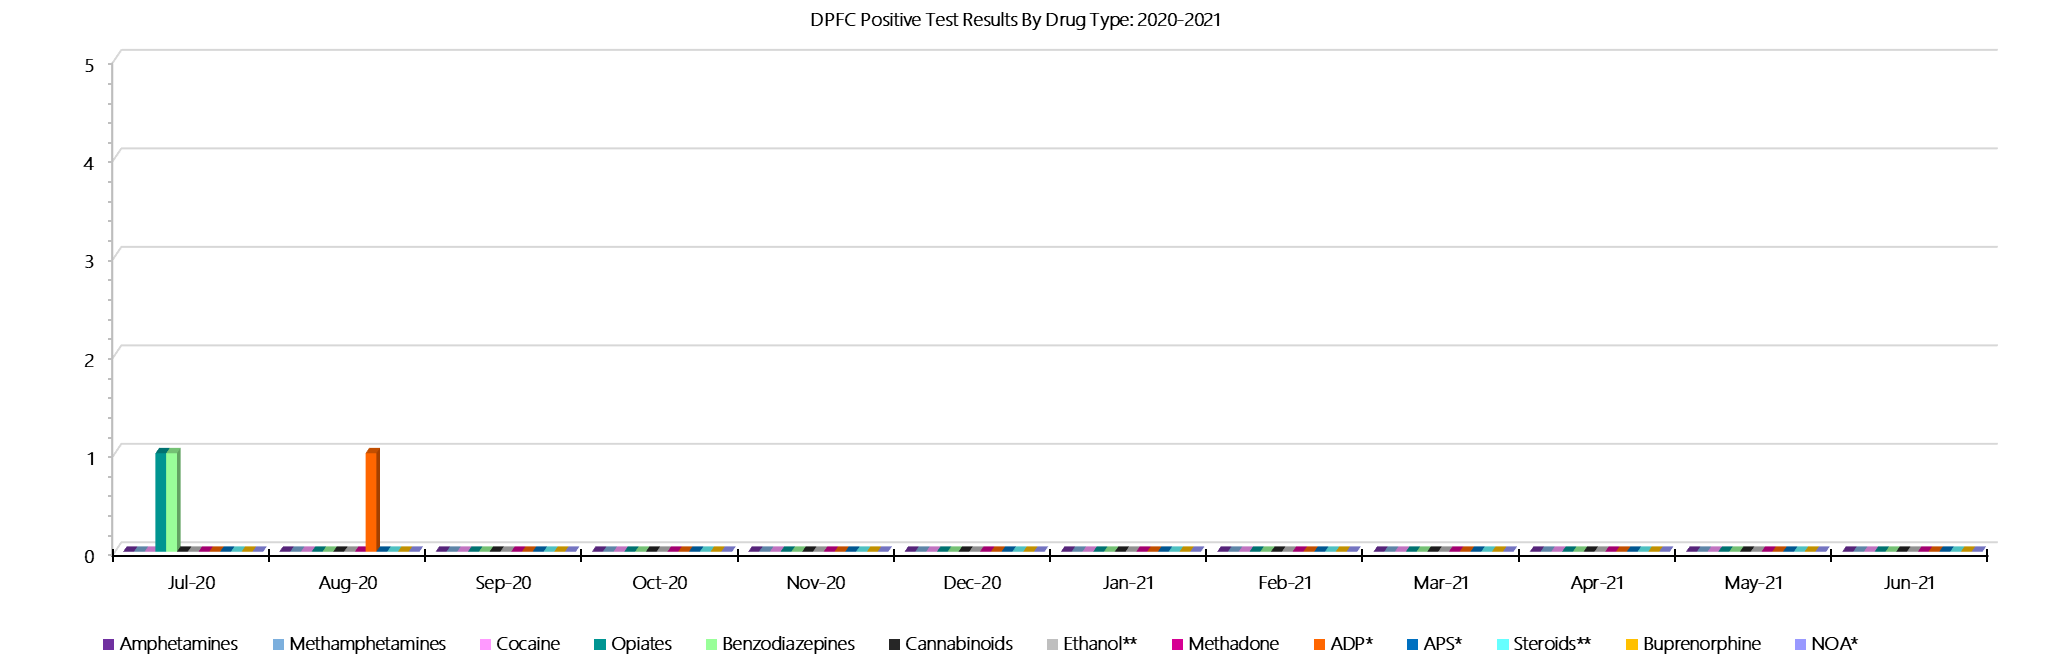 DPFC Positive Test Results By Drug Type: 2020-2021
5
4
3
2
1
0
Jul-20 Aug-20 Sep-20 Oct-20 Nov-20 Dec-20 Jan-21 Feb-21 Mar-21 Apr-21 May-21 Jun-21
Amphetamines Methamphetamines Cocaine Opiates Benzodiazepines Cannabinoids Ethanol** Methadone ADP* APS* Steroids** Buprenorphine NOA*